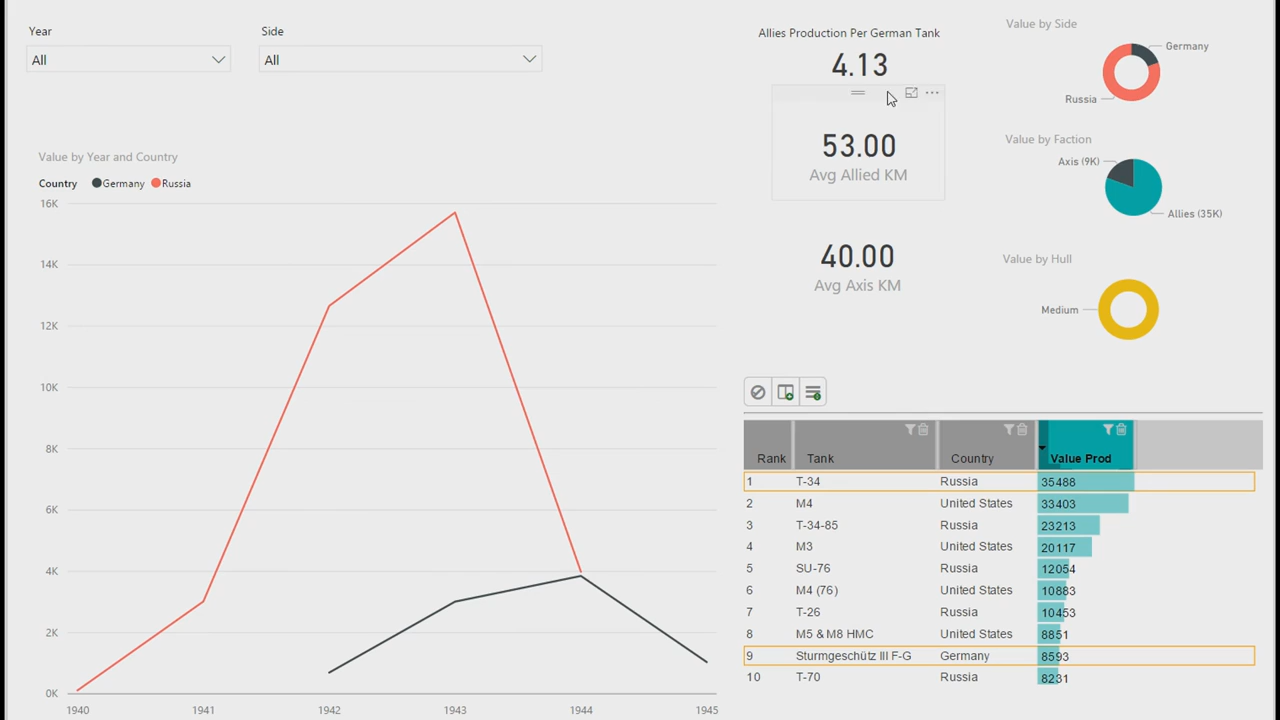 Year
Side
All
All
Allies Production Per German Tank
4.13
53.00
Avg Allied KM
40.00
Avg Axis KM
Value by Side
Germany
Russia
Value by Faction
Axis (9K)
Allies (35K)
Value by Hull
Medium
Value by Year and Country
Country Germany Russia
16K
14K
12K
10K
8K
6K
4K
2K
0K
1940 1941 1942 1943 1944 1945
Rank Tank Country Value Prod
1 T-34 Russia 35488
2 M4 United States 33403
3 T-34-85 Russia 23213
4 M3 United States 20117
5 SU-76 Russia 12054
6 M4 (76) United States 10883
7 T-26 Russia 10453
8 M5 & M8 HMC United States 8851
9 Sturmgeschütz III F-G Germany 8593
10 T-70 Russia 8231